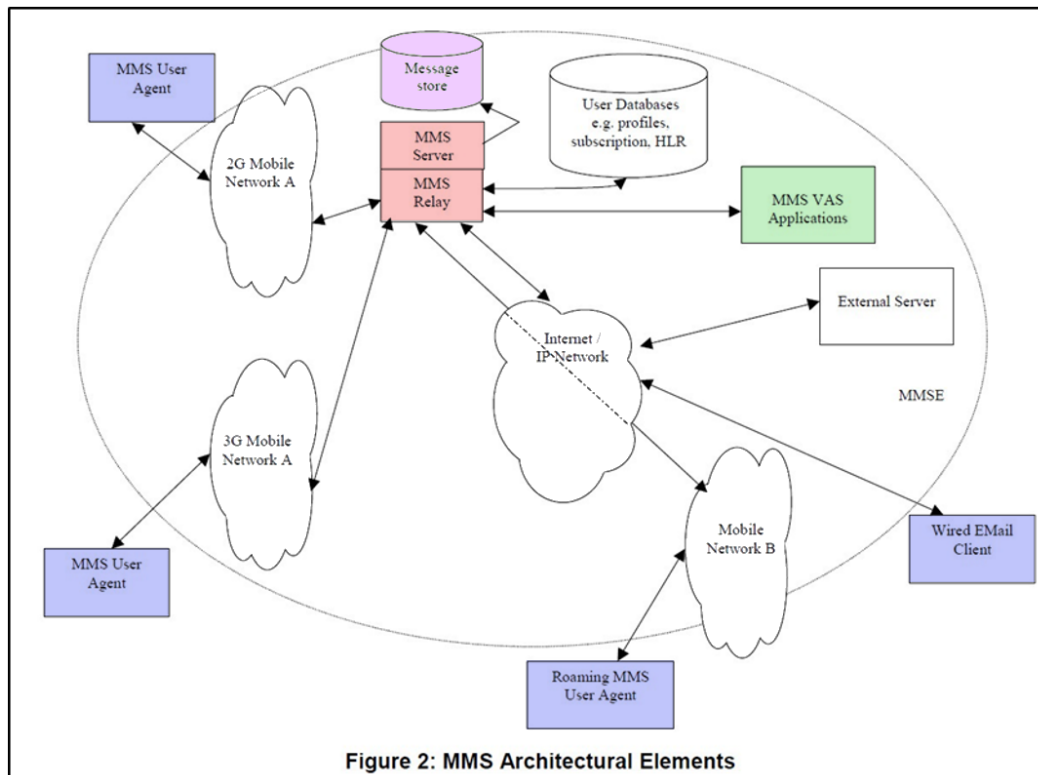 MMS User
Agent
Message
store
User Databases
e.g. profiles,
subscription, HLR
MMS
Server
MMS
Relay
2G Mobile
Network A
MMS VAS
Applications
External Server
Internet /
IP Network
MMSE
3G Mobile
Network A
Mobile
Network B
Wired EMail
Client
MMS User
Agent
Roaming MMS
User Agent
Figure 2: MMS Architectural Elements